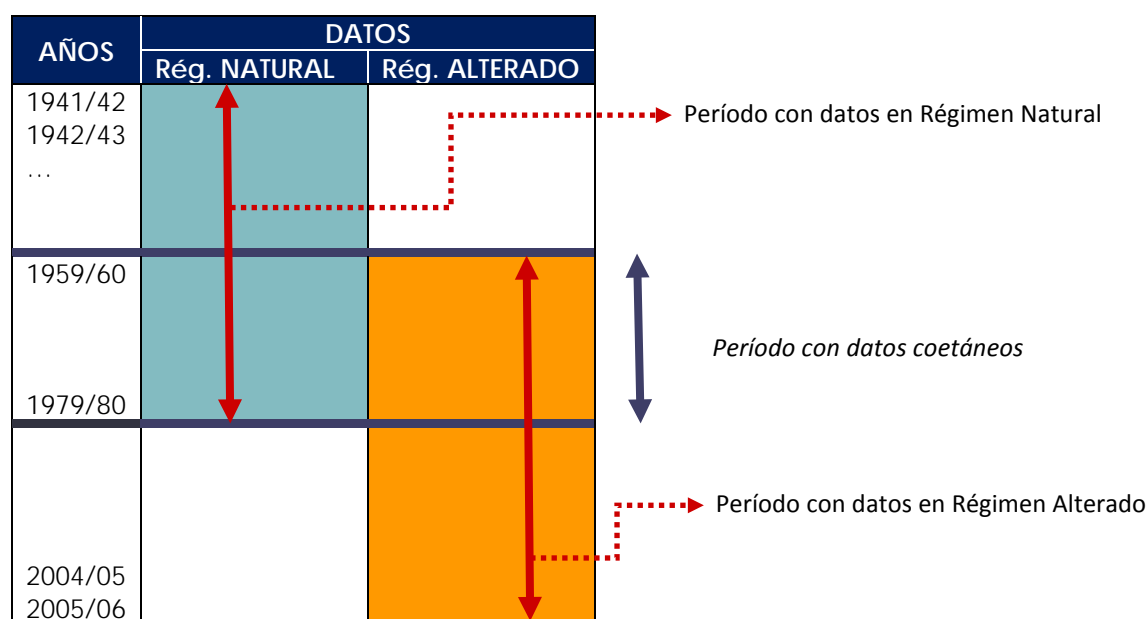 AÑOS
DATOS
Rég. NATURAL
Rég. ALTERADO
1941/42
1942/43
...
1959/60
1979/80
2004/05
2005/06
Período con datos en Régimen Natural
Período con datos coetáneos
Período con datos en Régimen Alterado